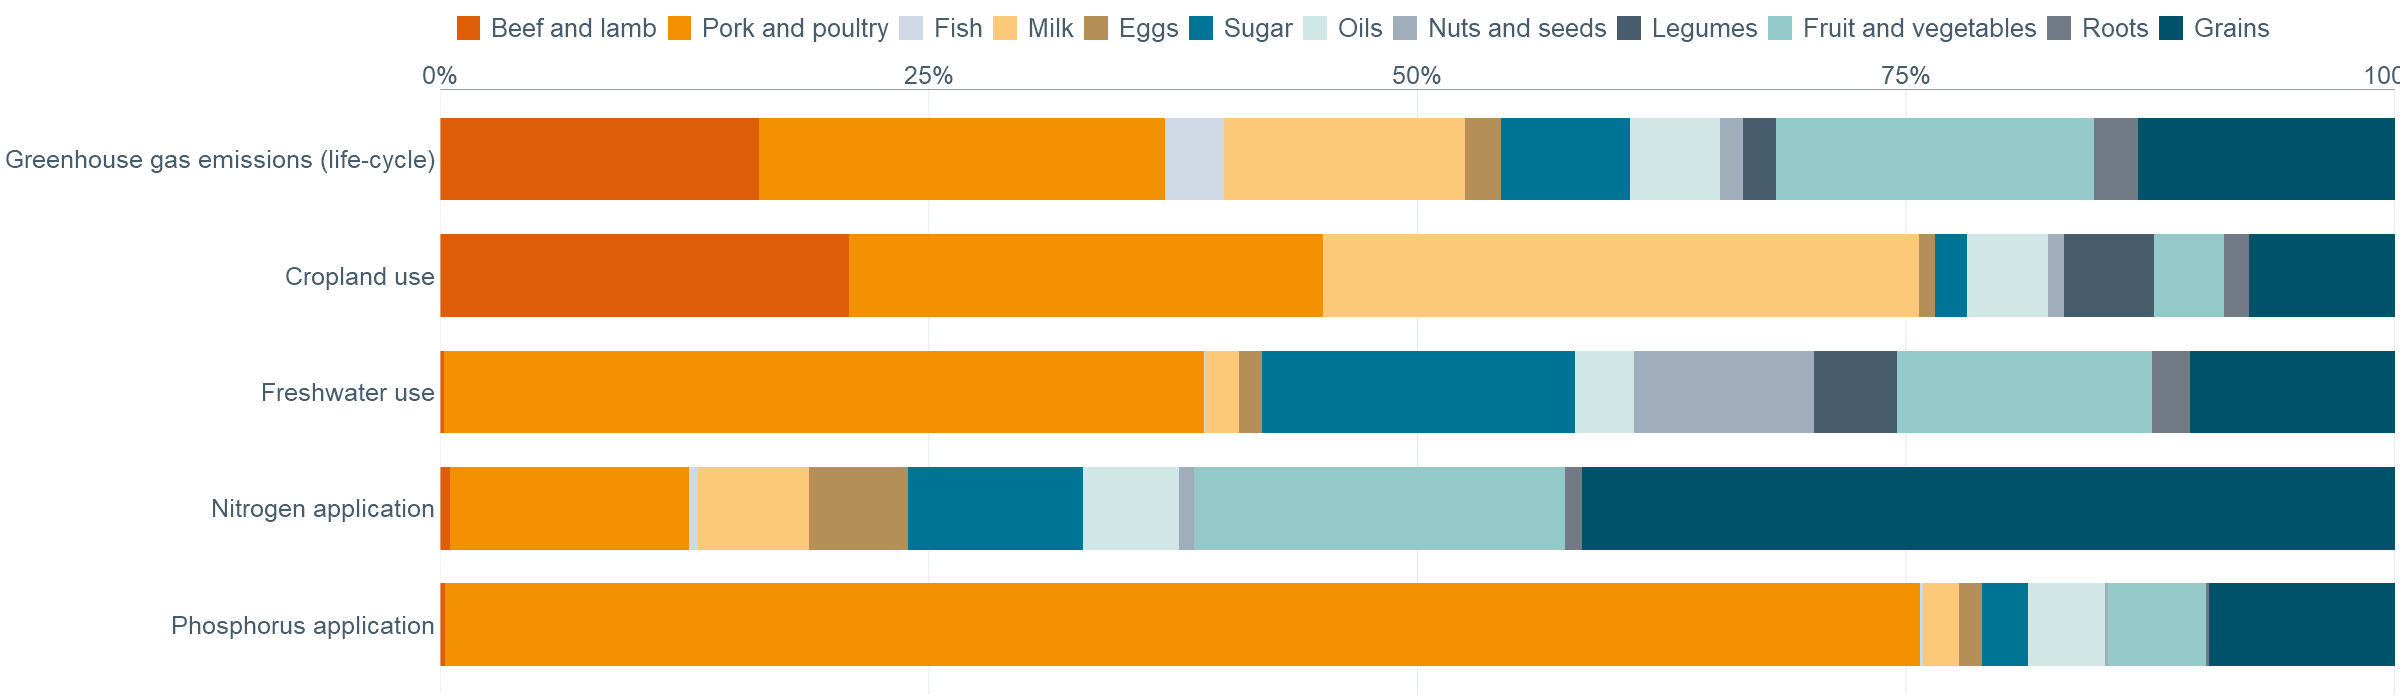 Beef and lamb Pork and poultry Fish Milk Eggs Sugar Oils Nuts and seeds Legumes Fruit and vegetables Roots Grains
0% 25% 50% 75% 100
Greenhouse gas emissions (life-cycle)
Cropland use
Freshwater use
Nitrogen application
Phosphorus application